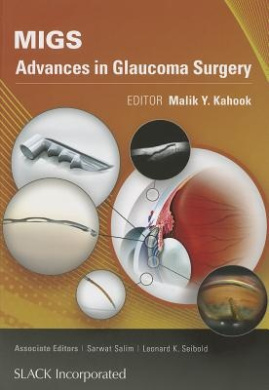 MIGS
Advances in Glaucoma Surgery
EDITOR Malik Y. Kahook
Associate Editors | Sarwat Salim | Leonard K. Seibold
SLACK Incorporated